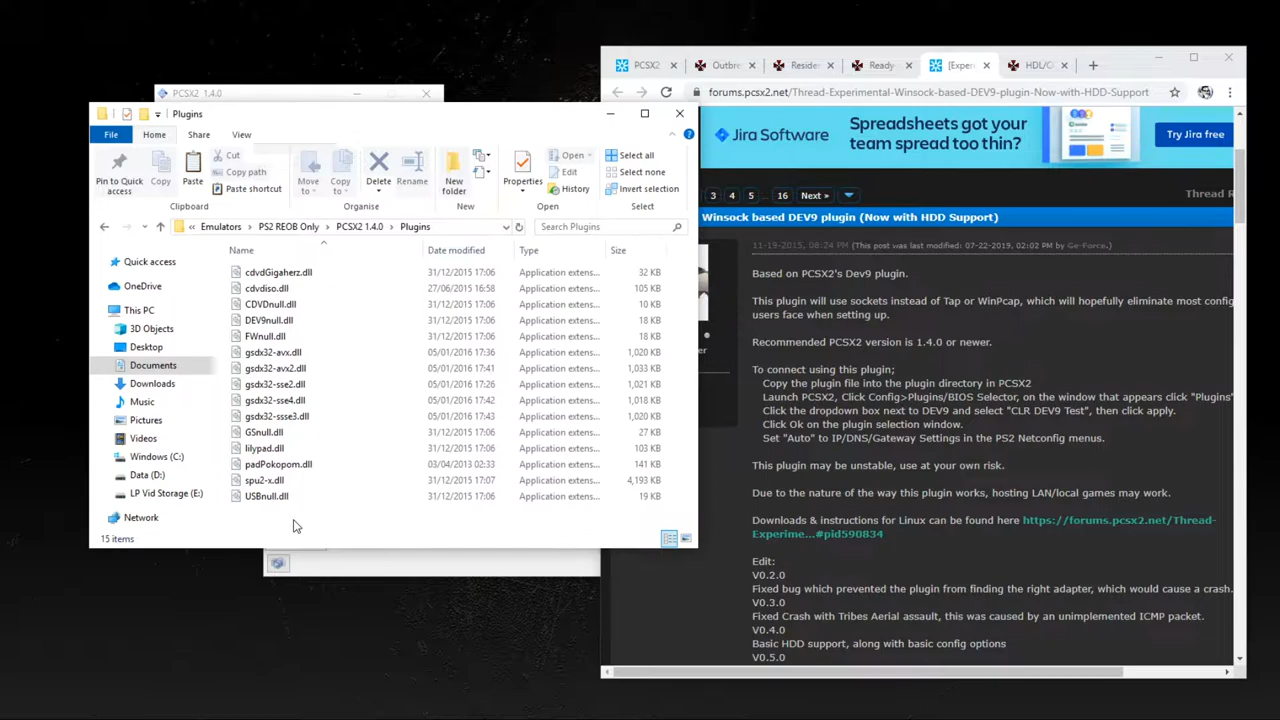 PCSX2 1.4.0
Plugins
File
Home
Share
View
Pin to Quick access
Copy
Paste
Cut
Copy path
Paste shortcut
Clipboard
Move to
Copy to
Delete
Rename
Organise
New folder
New
Properties
Open
Edit
History
Open
Select all
Select none
Invert selection
Select
« Emulators > PS2 REOB Only > PCSX2 1.4.0 > Plugins
Search Plugins
Name Date modified Type Size
Quick access
OneDrive
This PC
3D Objects
Desktop
Documents
Downloads
Music
Pictures
Videos
Windows (C:)
Data (D:)
LP Vid Storage (E:)
Network
cdvdGigaherz.dll 31/12/2015 17:06 Application extens... 32 KB
cdvdiso.dll 27/06/2015 16:58 Application extens... 105 KB
CDVDnull.dll 31/12/2015 17:06 Application extens... 10 KB
DEV9null.dll 31/12/2015 17:06 Application extens... 18 KB
FWnull.dll 31/12/2015 17:06 Application extens... 18 KB
gsdx32-avx.dll 05/01/2016 17:36 Application extens... 1,020 KB
gsdx32-avx2.dll 05/01/2016 17:41 Application extens... 1,033 KB
gsdx32-sse2.dll 05/01/2016 17:26 Application extens... 1,021 KB
gsdx32-sse4.dll 05/01/2016 17:42 Application extens... 1,018 KB
gsdx32-ssse3.dll 05/01/2016 17:43 Application extens... 1,020 KB
GSnull.dll 31/12/2015 17:06 Application extens... 27 KB
lilypad.dll 31/12/2015 17:06 Application extens... 103 KB
padPokopom.dll 03/04/2013 02:33 Application extens... 141 KB
spu2-x.dll 31/12/2015 17:07 Application extens... 4,193 KB
USBnull.dll 31/12/2015 17:06 Application extens... 19 KB
15 items
PCSX2
Outbre
Reside
Ready
[Experi
HDL/O
forums.pcsx2.net/Thread-Experimental-Winsock-based-DEV9-plugin-Now-with-HDD-Support
Jira Software
Spreadsheets got your
team spread too thin?
Try Jira free
3 4 5 ... 16 Next »
Thread R
Winsock based DEV9 plugin (Now with HDD Support)
11-19-2015, 08:24 PM (This post was last modified: 07-22-2019, 02:02 PM by Ge-Force.)
er
Based on PCSX2's Dev9 plugin.
This plugin will use sockets instead of Tap or WinPcap, which will hopefully eliminate most config
users face when setting up.
Recommended PCSX2 version is 1.4.0 or newer.
To connect using this plugin;
Copy the plugin file into the plugin directory in PCSX2
Launch PCSX2, Click Config>Plugins/BIOS Selector, on the window that appears click "Plugins"
Click the dropdown box next to DEV9 and select "CLR DEV9 Test", then click apply.
Click Ok on the plugin selection window.
Set "Auto" to IP/DNS/Gateway Settings in the PS2 Netconfig menus.
This plugin may be unstable, use at your own risk.
Due to the nature of the way this plugin works, hosting LAN/local games may work.
Downloads & instructions for Linux can be found here https://forums.pcsx2.net/Thread-
Experime...#pid590834
Edit:
V0.2.0
Fixed bug which prevented the plugin from finding the right adapter, which would cause a crash.
V0.3.0
Fixed Crash with Tribes Aerial assault, this was caused by an unimplemented ICMP packet.
V0.4.0
Basic HDD support, along with basic config options
V0.5.0